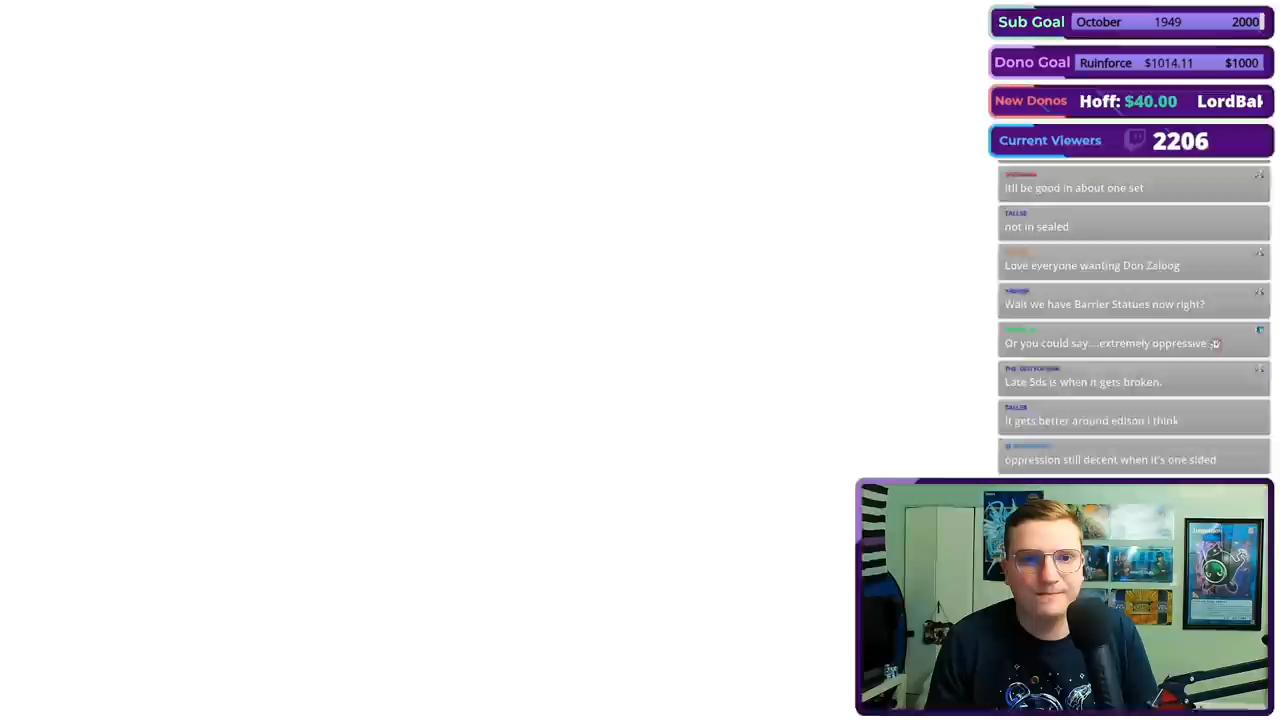 Sub Goal October 1949 2000
Dono Goal Ruinforce $1014.11 $1000
New Donos Hoff: $40.00 LordBal
Current Viewers 2206
Itll be good in about one set
not in sealed
Love everyone wanting Don Zaloog
Wait we have Barrier Statues now right?
Or you could say....extremely oppressive
Late 5ds is when it gets broken.
It gets better around edison i think
oppression still decent when it's one sided